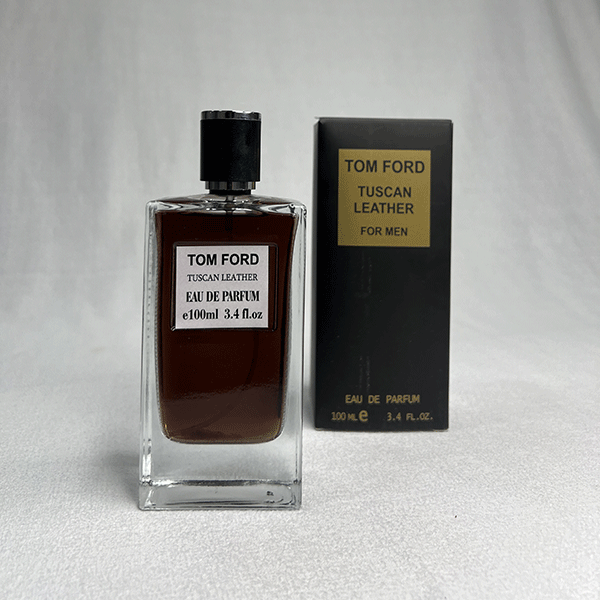 TOM FORD
TUSCAN LEATHER
EAU DE PARFUM
e100ml 3.4 fl.oz
TOM FORD
TUSCAN
LEATHER
FOR MEN
EAU DE PARFUM
100 ML e 3.4 FL.OZ.